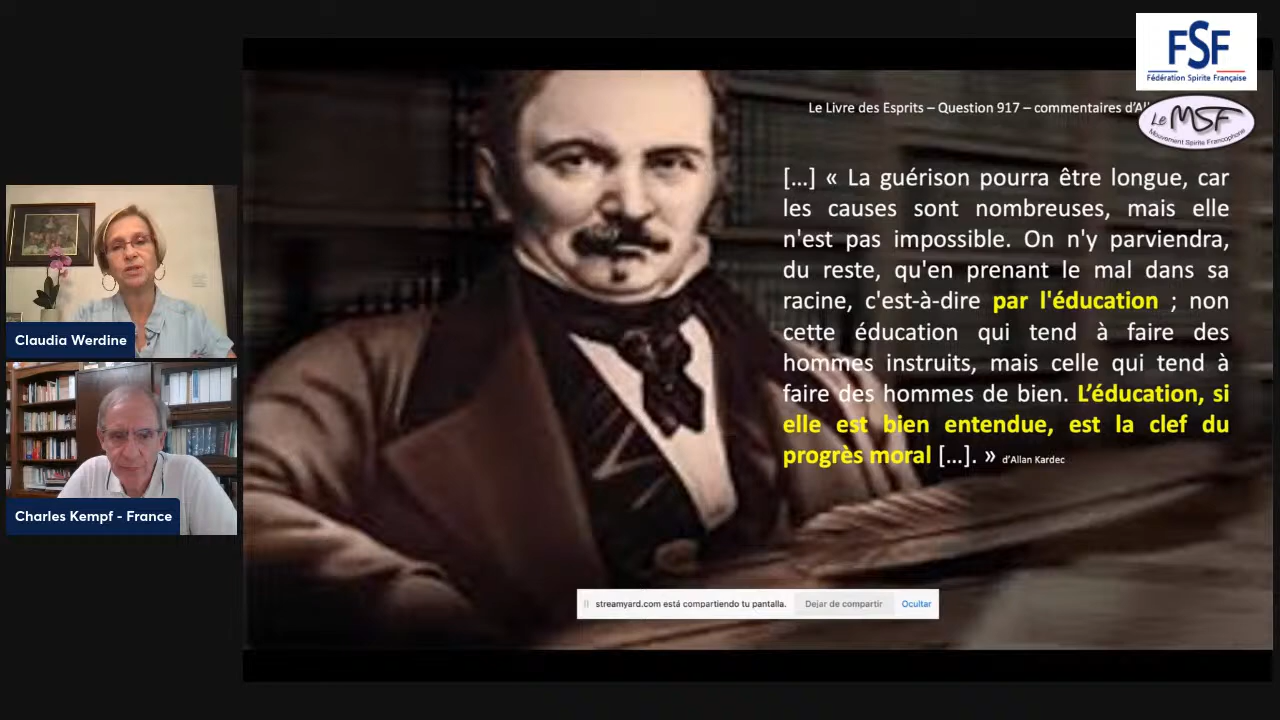 FSF
Fédération Spirite Française
Le MSF
Mouvement Spirite Francophone
Le Livre des Esprits – Question 917 – commentaires
[...] « La guérison pourra être longue, car
les causes sont nombreuses, mais elle
n'est pas impossible. On n'y parviendra,
du reste, qu'en prenant le mal dans sa
racine, c'est-à-dire par l'éducation ; non
cette éducation qui tend à faire des
hommes instruits, mais celle qui tend à
faire des hommes de bien. L'éducation, si
elle est bien entendue, est la clef du
progrès moral [...]. » d'Allan Kardec
Claudia Werdine
Charles Kempf - France
streamyard.com está compartiendo tu pantalla.
Dejar de compartir
Ocultar